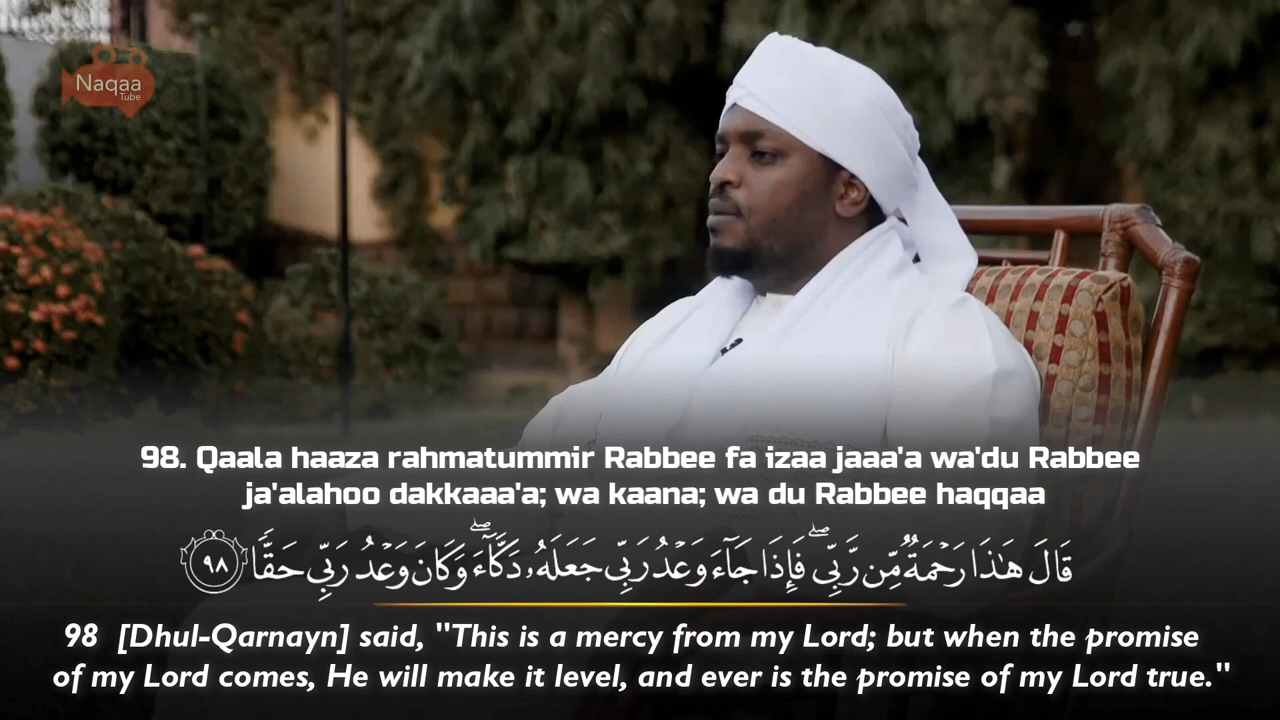 Naqaa
Tube
98. Qaala haaza rahmatummir Rabbee fa izaa jaaa'a wa'du Rabbee
ja'alahoo dakkaaa'a; wa kaana; wa du Rabbee haqqaa
قَالَ هَٰذَا رَحْمَةٌ مِّن رَّبِّي ۖ فَإِذَا جَآءَ وَعْدُ رَبِّي جَعَلَهُۥ دَكَّآءَ ۖ وَكَانَ وَعْدُ رَبِّي حَقًّا ٩٨
98 [Dhul-Qarnayn] said, "This is a mercy from my Lord; but when the promise
of my Lord comes, He will make it level, and ever is the promise of my Lord true."